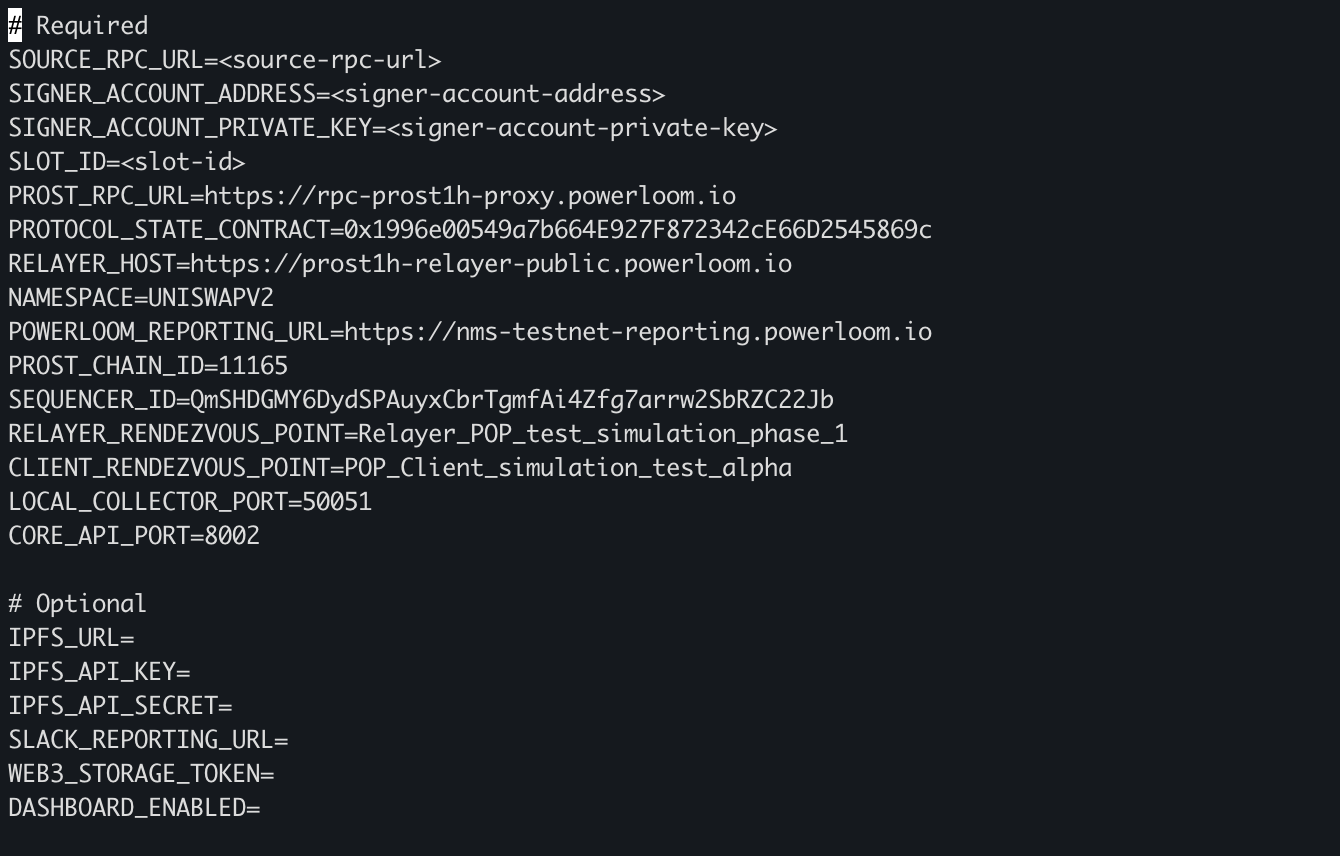 # Required
SOURCE_RPC_URL=<source-rpc-url>
SIGNER_ACCOUNT_ADDRESS=<signer-account-address>
SIGNER_ACCOUNT_PRIVATE_KEY=<signer-account-private-key>
SLOT_ID=<slot-id>
PROST_RPC_URL=https://rpc-prost1h-proxy.powerloom.io
PROTOCOL_STATE_CONTRACT=0x1996e00549a7b664E927F872342cE66D2545869c
RELAYER_HOST=https://prost1h-relayer-public.powerloom.io
NAMESPACE=UNISWAPV2
POWERLOOM_REPORTING_URL=https://nms-testnet-reporting.powerloom.io
PROST_CHAIN_ID=11165
SEQUENCER_ID=QmSHDGMY6DydSPAuyxCbrTgmfAi4Zfg7arrw2SbRZC22Jb
RELAYER_RENDEZVOUS_POINT=Relayer_POP_test_simulation_phase_1
CLIENT_RENDEZVOUS_POINT=POP_Client_simulation_test_alpha
LOCAL_COLLECTOR_PORT=50051
CORE_API_PORT=8002

# Optional
IPFS_URL=
IPFS_API_KEY=
IPFS_API_SECRET=
SLACK_REPORTING_URL=
WEB3_STORAGE_TOKEN=
DASHBOARD_ENABLED=